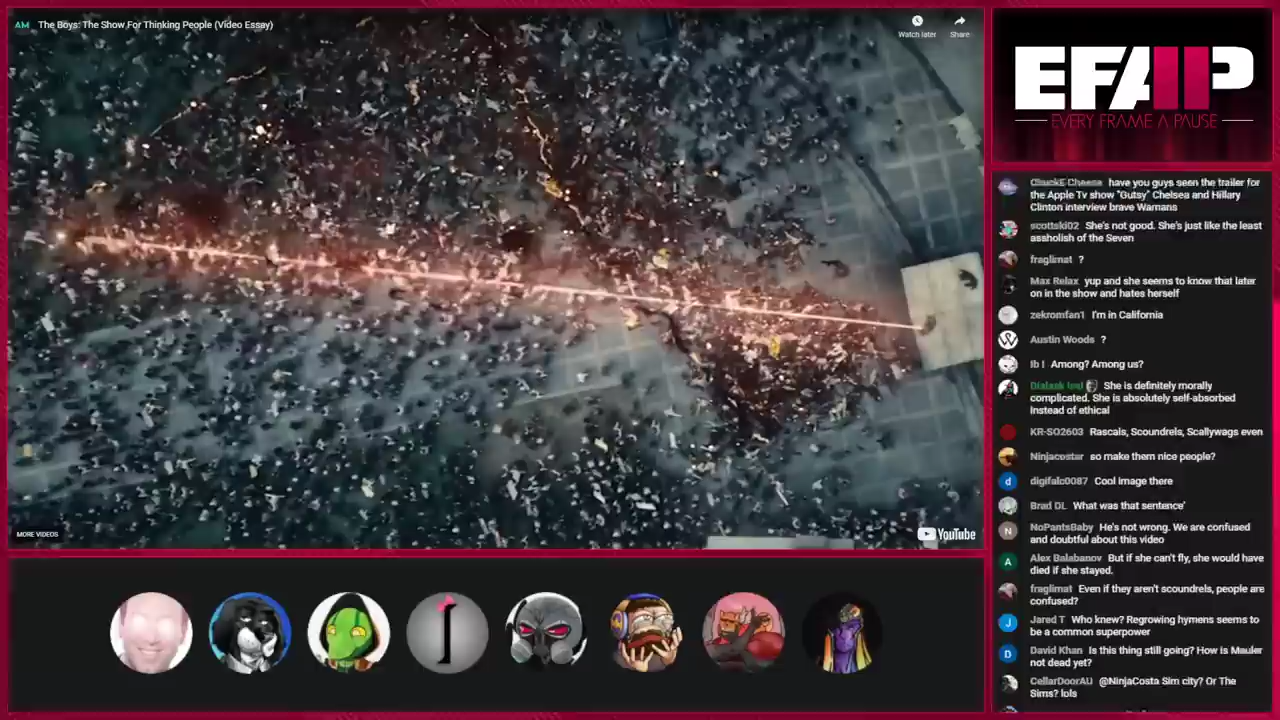 AM The Boys: The Show For Thinking People (Video Essay)
Watch later
Share
MORE VIDEOS
YouTube
EFAP
EVERY FRAME A PAUSE
ChuckE Cheese have you guys seen the trailer for
the Apple Tv show "Gutsy" Chelsea and Hillary
Clinton interview brave Wamans
scottski02 She's not good. She's just like the least
assholish of the Seven
fraglimat ?
Max Relax yup and she seems to know that later
on in the show and hates herself
zekromfan1 I'm in California
Austin Woods ?
Ib I Among? Among us?
She is definitely morally
complicated. She is absolutely self-absorbed
instead of ethical
KR-SO2603 Rascals, Scoundrels, Scallywags even
Ninjacostar so make them nice people?
d digifalc0087 Cool image there
Brad DL What was that sentence'
N NoPantsBaby He's not wrong. We are confused
and doubtful about this video
A Alex Balabanov But if she can't fly, she would have
died if she stayed.
fraglimat Even if they aren't scoundrels, people are
confused?
J Jared T Who knew? Regrowing hymens seems to
be a common superpower
D David Khan Is this thing still going? How is Mauler
not dead yet?
CellarDoorAU @NinjaCosta Sim city? Or The
Sims? lols